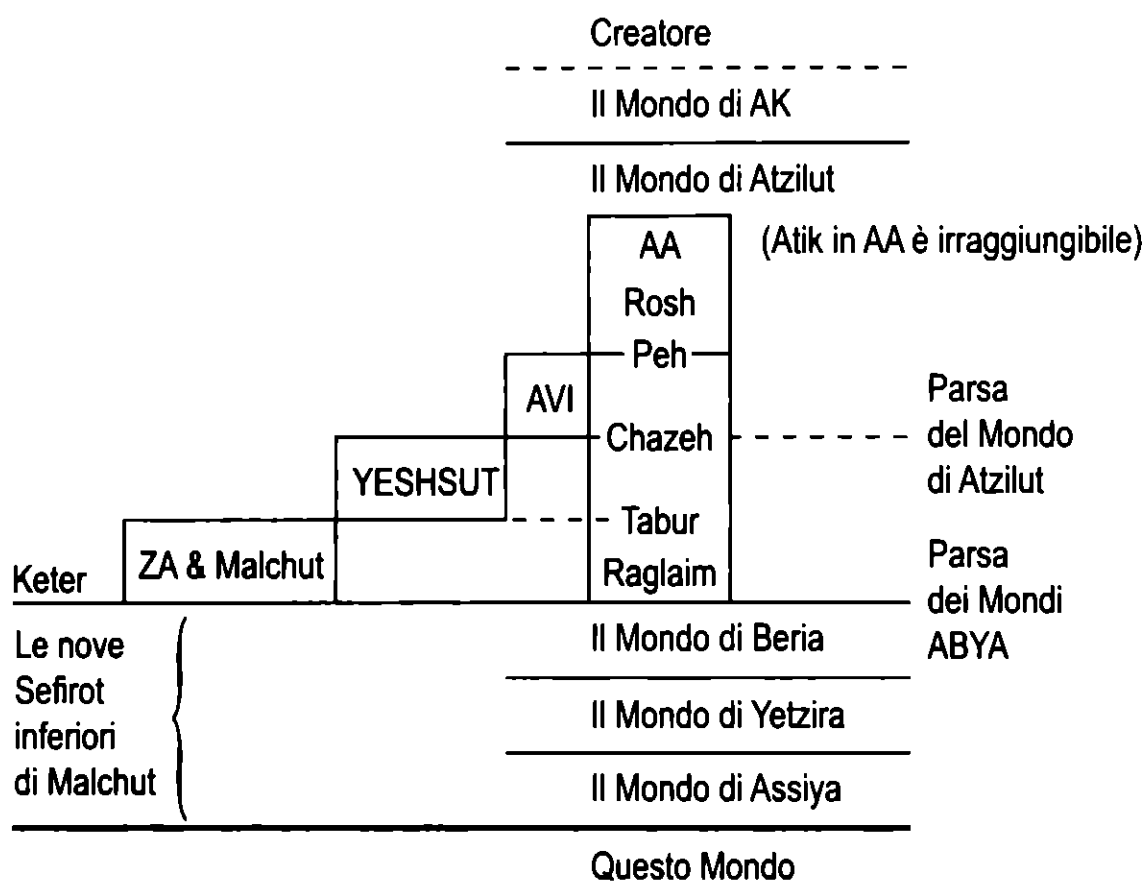 Creatore
Il Mondo di AK
Il Mondo di Atzilut
AA
(Atik in AA è irraggiungibile)
Rosh
Peh
AVI
Chazeh
Parsa
del Mondo
di Atzilut
YESHSUT
Tabur
Keter
ZA & Malchut
Raglaim
Parsa
dei Mondi
ABYA
Le nove
Sefirot
inferiori
di Malchut
Il Mondo di Beria
Il Mondo di Yetzira
Il Mondo di Assiya
Questo Mondo